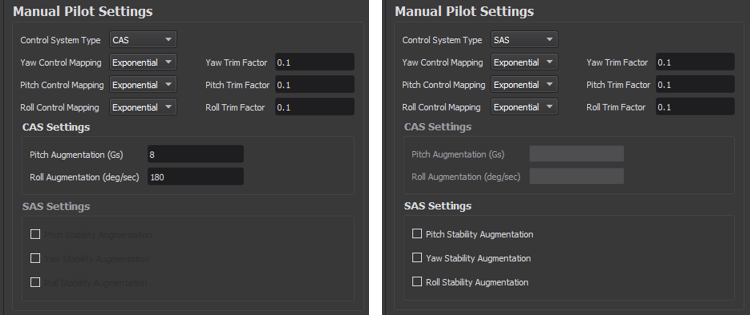 Manual Pilot Settings
Control System Type CAS
Yaw Control Mapping Exponential Yaw Trim Factor 0.1
Pitch Control Mapping Exponential Pitch Trim Factor 0.1
Roll Control Mapping Exponential Roll Trim Factor 0.1
CAS Settings
Pitch Augmentation (Gs) 8
Roll Augmentation (deg/sec) 180
SAS Settings
Pitch Stability Augmentation
Yaw Stability Augmentation
Roll Stability Augmentation
Manual Pilot Settings
Control System Type SAS
Yaw Control Mapping Exponential Yaw Trim Factor 0.1
Pitch Control Mapping Exponential Pitch Trim Factor 0.1
Roll Control Mapping Exponential Roll Trim Factor 0.1
CAS Settings
Pitch Augmentation (Gs)
Roll Augmentation (deg/sec)
SAS Settings
Pitch Stability Augmentation
Yaw Stability Augmentation
Roll Stability Augmentation